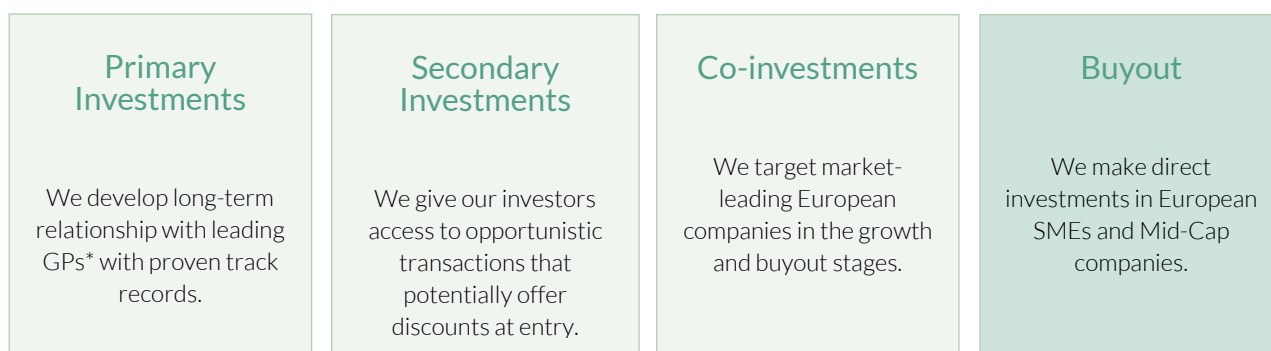 Primary
Investments
We develop long-term
relationship with leading
GPs* with proven track
records.
Secondary
Investments
We give our investors
access to opportunistic
transactions that
potentially offer
discounts at entry.
Co-investments
We target market-
leading European
companies in the growth
and buyout stages.
Buyout
We make direct
investments in European
SMEs and Mid-Cap
companies.